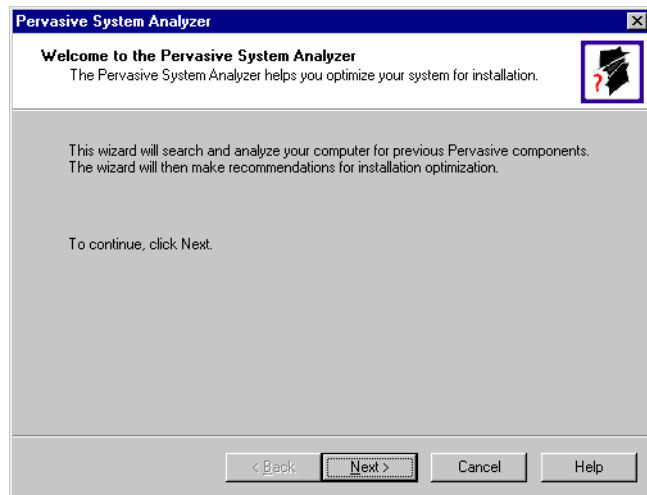 Pervasive System Analyzer
Welcome to the Pervasive System Analyzer
The Pervasive System Analyzer helps you optimize your system for installation.
?
This wizard will search and analyze your computer for previous Pervasive components.
The wizard will then make recommendations for installation optimization.
To continue, click Next.
< Back Next > Cancel Help